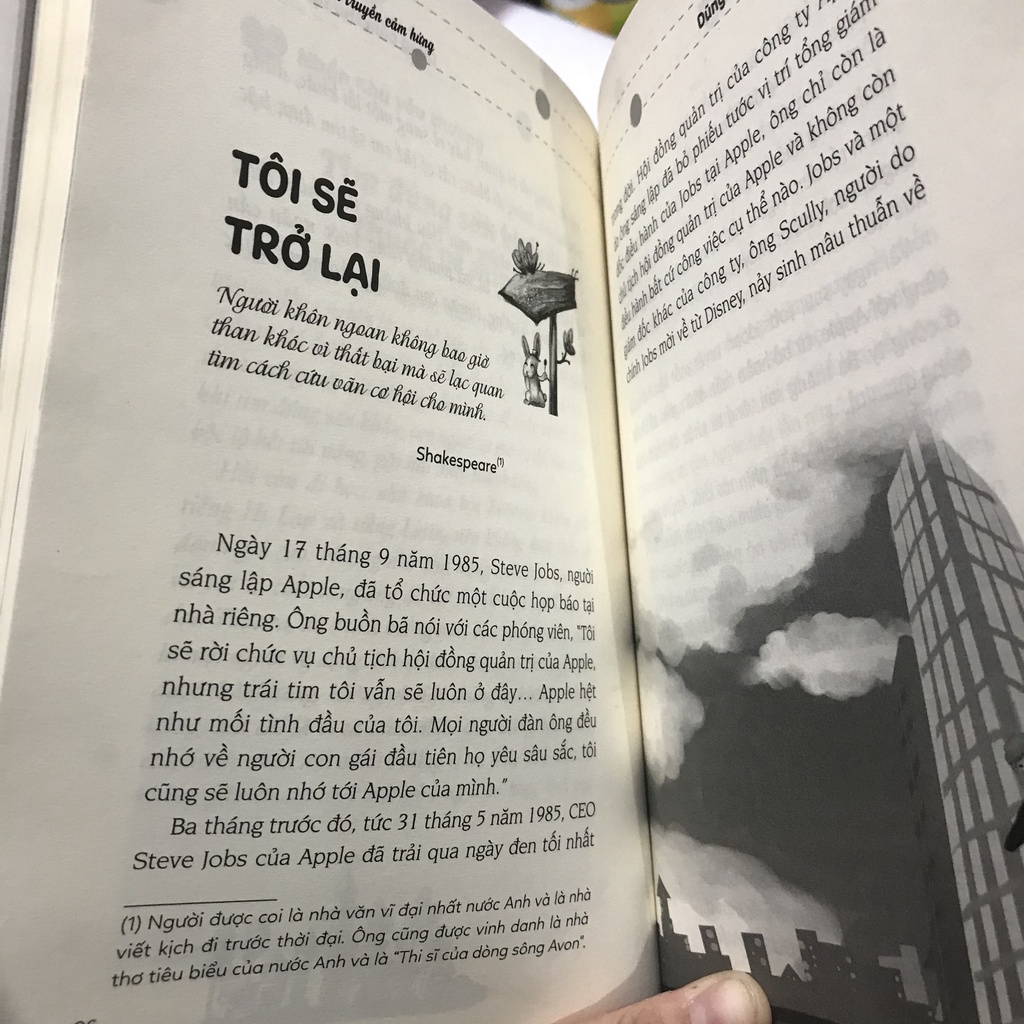 truyền cảm hứng
TÔI SẼ
TRỞ LẠI
Người khôn ngoan không bao giờ
than khóc vì thất bại mà sẽ lạc quan
tìm cách cứu vãn cơ hội cho mình.
Shakespeare(1)
Ngày 17 tháng 9 năm 1985, Steve Jobs, người
sáng lập Apple, đã tổ chức một cuộc họp báo tại
nhà riêng. Ông buồn bã nói với các phóng viên, "Tôi
sẽ rời chức vụ chủ tịch hội đồng quản trị của Apple,
nhưng trái tim tôi vẫn sẽ luôn ở đây... Apple hệt
như mối tình đầu của tôi. Mọi người đàn ông đều
nhớ về người con gái đầu tiên họ yêu sâu sắc, tôi
cũng sẽ luôn nhớ tới Apple của mình."
Ba tháng trước đó, tức 31 tháng 5 năm 1985, CEO
Steve Jobs của Apple đã trải qua ngày đen tối nhất
(1) Người được coi là nhà văn vĩ đại nhất nước Anh và là nhà
viết kịch đi trước thời đại. Ông cũng được vinh danh là nhà
thơ tiêu biểu của nước Anh và là "Thi sĩ của dòng sông Avon".
Đừng
trong đời. Hội đồng quản trị của công ty
do ông sáng lập đã bỏ phiếu tước vị trí tổng giám
đốc điều hành của Jobs tại Apple, ông chỉ còn là
chủ tịch hội đồng quản trị của Apple và không còn
điều hành bất cứ công việc cụ thể nào. Jobs và một
giám đốc khác của công ty, ông Scully, người do
chính Jobs mời về từ Disney, nảy sinh mâu thuẫn về